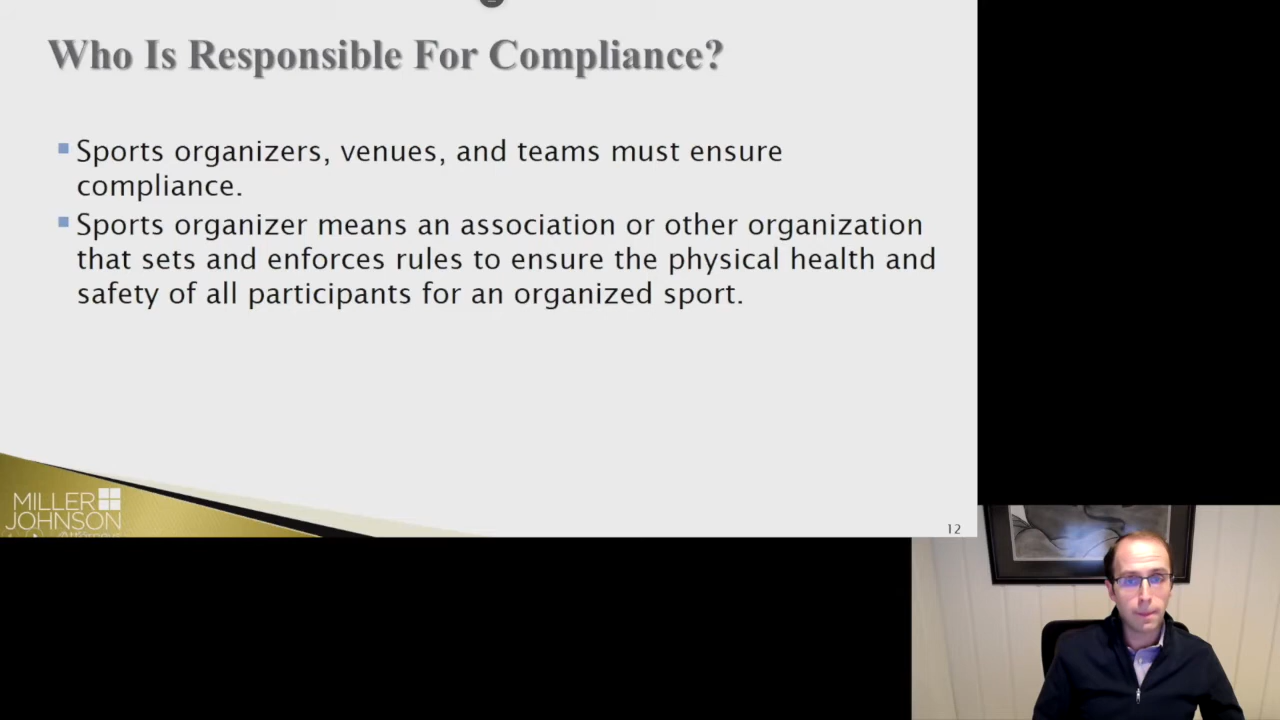 Who Is Responsible For Compliance?
▪ Sports organizers, venues, and teams must ensure
compliance.
▪ Sports organizer means an association or other organization
that sets and enforces rules to ensure the physical health and
safety of all participants for an organized sport.
MILLER
JOHNSON
12